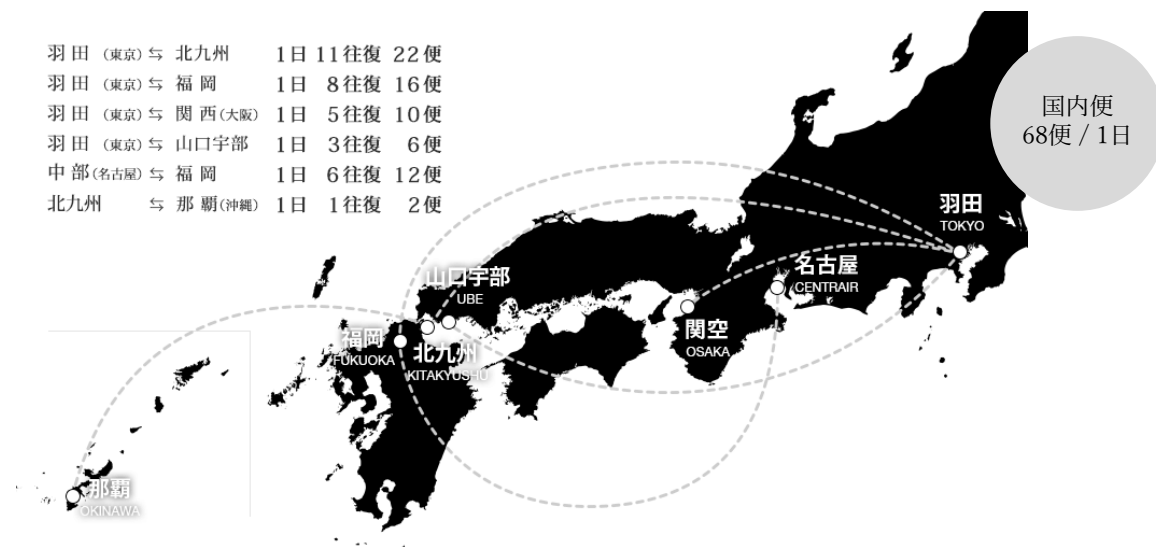 羽田 (東京) ⇆ 北九州 1日 11往復 22便
羽田 (東京) ⇆ 福岡 1日 8往復 16便
羽田 (東京) ⇆ 関西(大阪) 1日 5往復 10便
羽田 (東京) ⇆ 山口宇部 1日 3往復 6便
中部(名古屋) ⇆ 福岡 1日 6往復 12便
北九州 ⇆ 那覇(沖縄) 1日 1往復 2便
国内便
68便 / 1日
羽田
TOKYO
名古屋
CENTRAIR
山口宇部
UBE
関空
OSAKA
福岡
FUKUOKA
北九州
KITAKYUSHU
那覇
OKINAWA